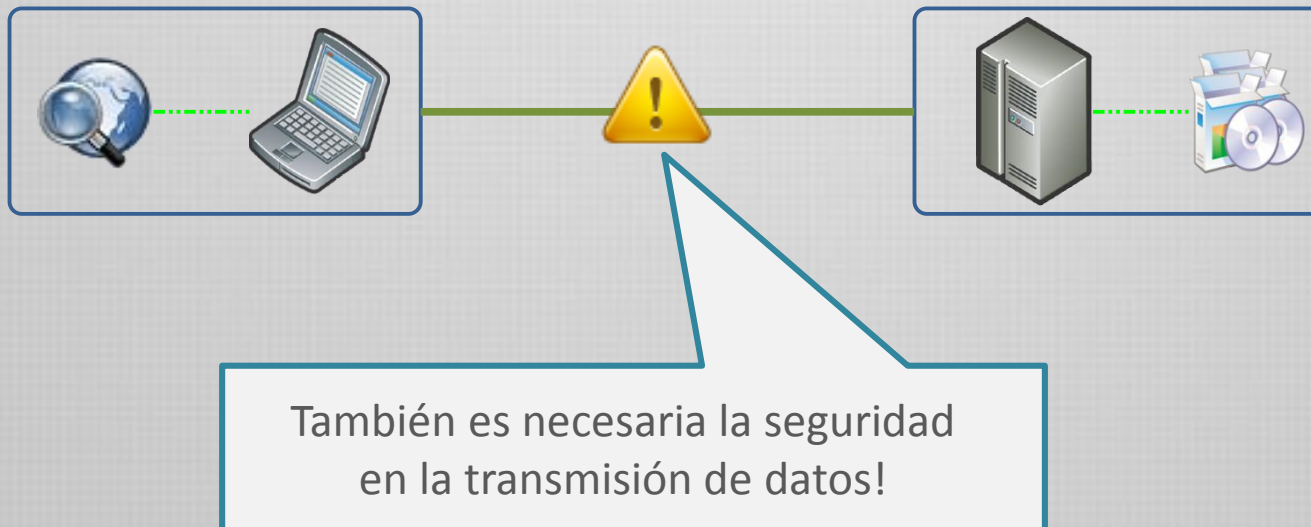 También es necesaria la seguridad
en la transmisión de datos!